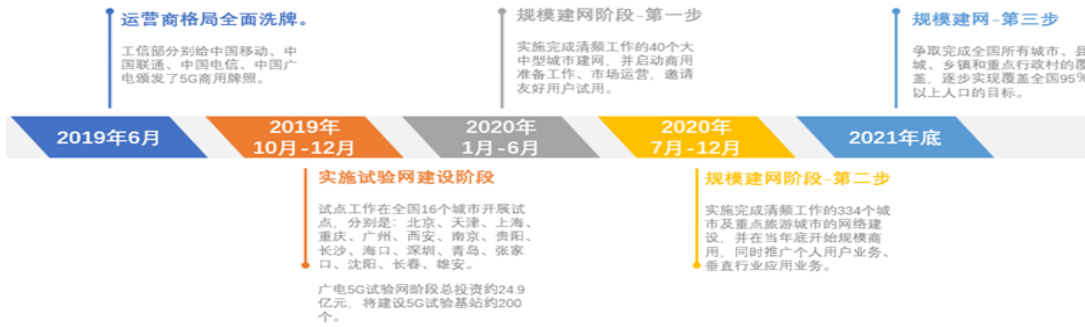 运营商格局全面洗牌。
工信部分别给中国移动、中
国联通、中国电信、中国广
电颁发了5G商用牌照。
规模建网阶段-第一步
实施完成清频工作的40个大
中型城市建网，并启动商用
准备工作、市场运营，邀请
友好用户试用。
规模建网-第三步
争取完成全国所有城市、县
城、乡镇和重点行政村的覆
盖，逐步实现覆盖全国95%
以上人口的目标。
2019年6月
2019年
10月-12月
2020年
1月-6月
2020年
7月-12月
2021年底
实施试验网建设阶段
试点工作在全国16个城市开展试
点，分别是：北京、天津、上海、
重庆、广州、西安、南京、贵阳、
长沙、海口、深圳、青岛、张家
口、沈阳、长春、雄安。
广电5G试验网阶段总投资约24.9
亿元，将建设5G试验基站约200
个。
规模建网阶段-第二步
实施完成清频工作的334个城
市及重点旅游城市的网络建
设，并在当年底开始规模商
用，同时推广个人用户业务、
垂直行业应用业务。